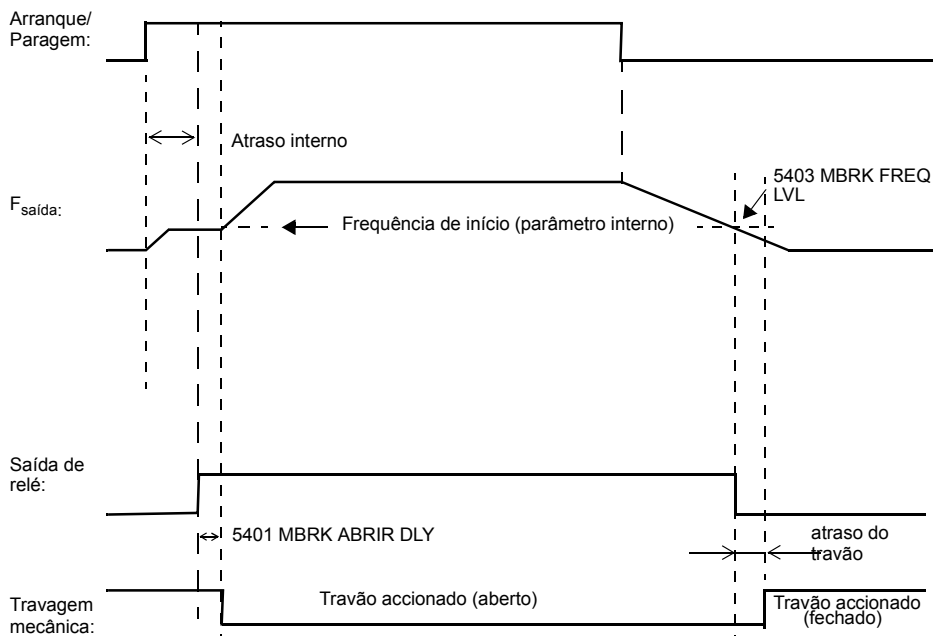 Arranque/
Paragem:
Atraso interno
5403 MBRK FREQ
LVL
Fsaída:
Frequência de início (parâmetro interno)
Saída de
relé:
5401 MBRK ABRIR DLY
atraso do
travão
Travagem
mecânica:
Travão accionado (aberto)
Travão accionado
(fechado)